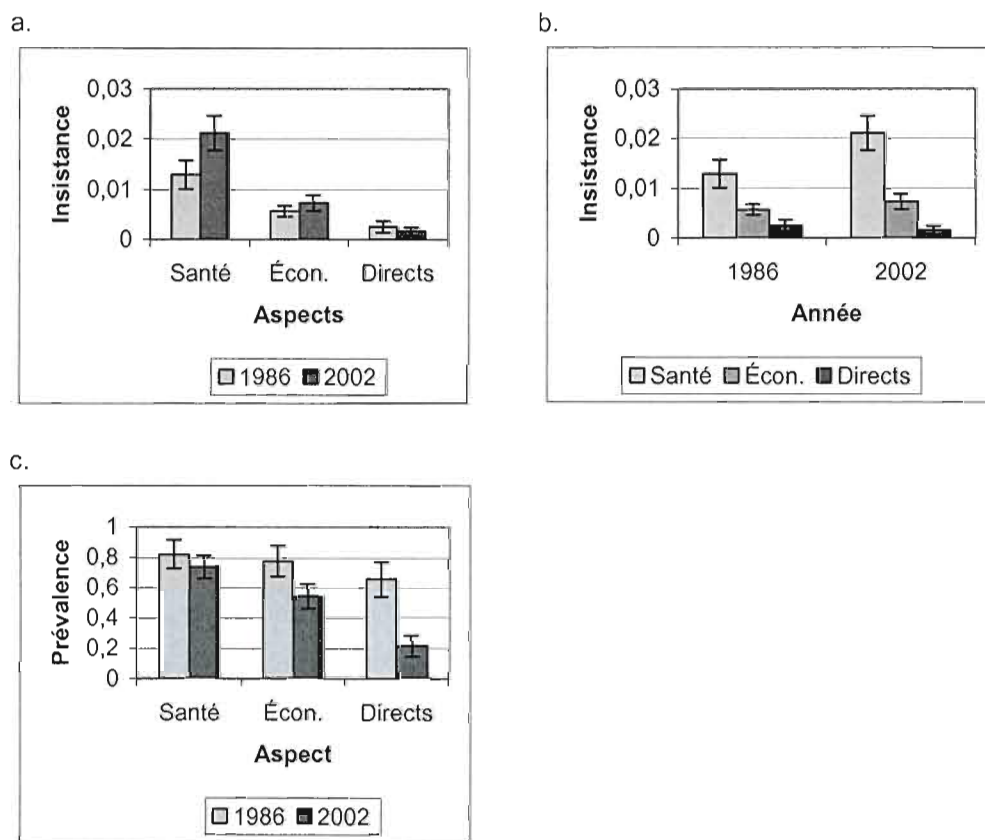 a.
0,03
0,02
0,01
0
Insistance
Santé Écon. Directs
Aspects
1986 2002
b.
0,03
0,02
0,01
0
Insistance
1986 2002
Année
Santé Écon. Directs
c.
1
0,8
0,6
0,4
0,2
0
Prévalence
Santé Écon. Directs
Aspect
1986 2002